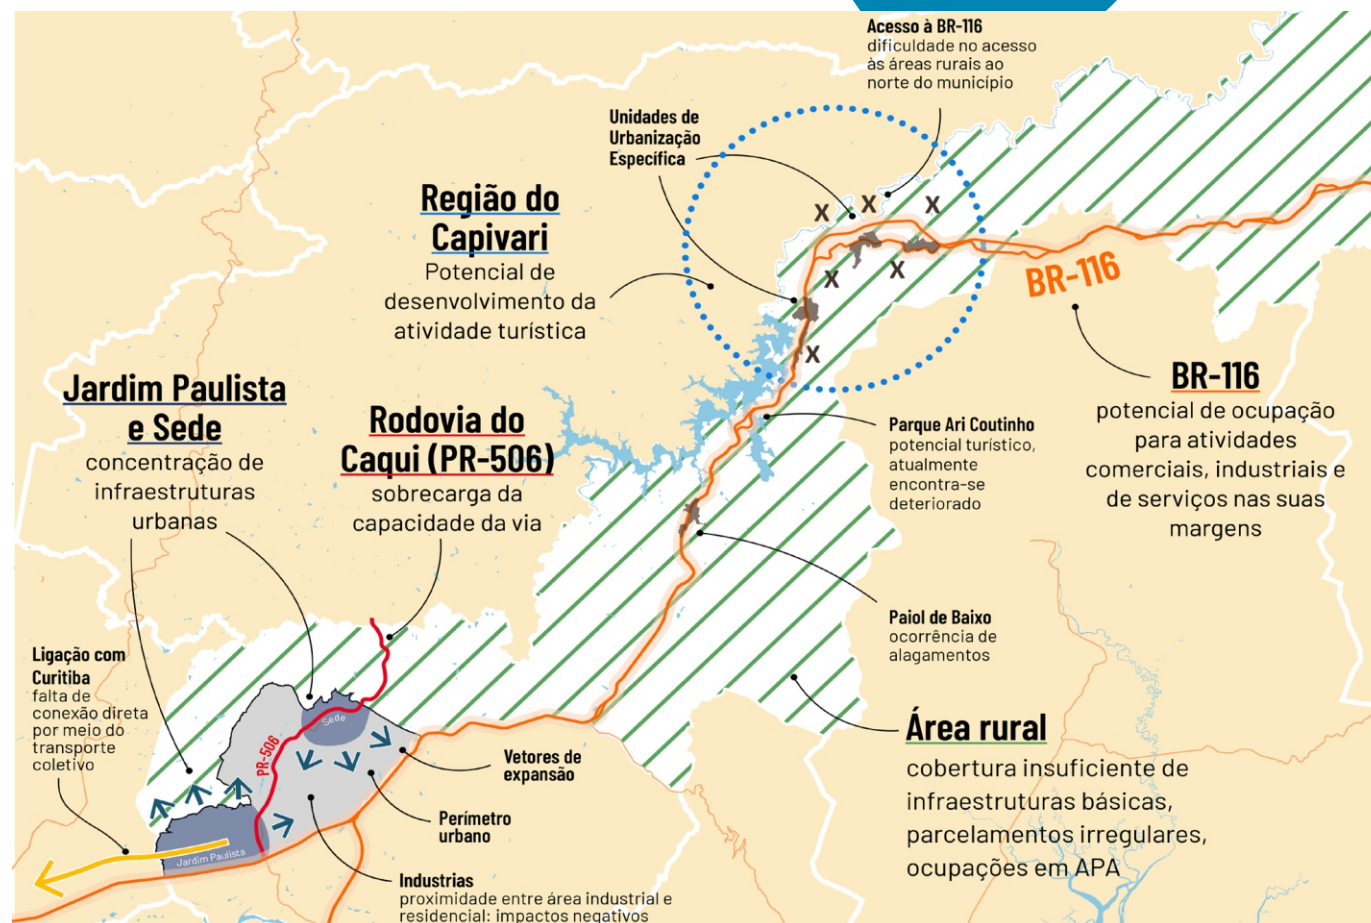 Acesso à BR-116
dificuldade no acesso
às áreas rurais ao
norte do município
Unidades de
Urbanização
Específica
Região do
Capivari
Potencial de
desenvolvimento da
atividade turística
X
X
X
X
X
X
BR-116
BR-116
potencial de ocupação
para atividades
comerciais, industriais e
de serviços nas suas
margens
Jardim Paulista
e Sede
concentração de
infraestruturas
urbanas
Rodovia do
Caqui (PR-506)
sobrecarga da
capacidade da via
Parque Ari Coutinho
potencial turístico,
atualmente
encontra-se
deteriorado
Paiol de Baixo
ocorrência de
alagamentos
Ligação com
Curitiba
falta de
conexão direta
por meio do
transporte
coletivo
Sede
PR-506
Jardim Paulista
Vetores de
expansão
Perímetro
urbano
Industrias
proximidade entre área industrial e
residencial: impactos negativos
Área rural
cobertura insuficiente de
infraestruturas básicas,
parcelamentos irregulares,
ocupações em APA